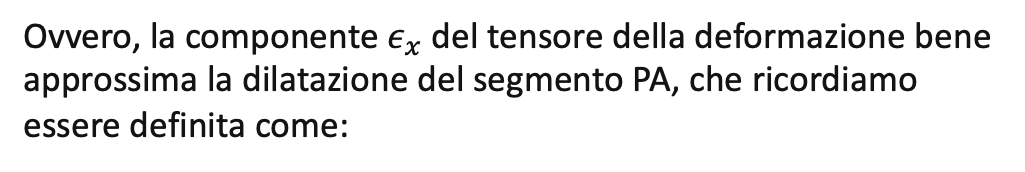 Ovvero, la componente ϵₓ del tensore della deformazione bene
approssima la dilatazione del segmento PA, che ricordiamo
essere definita come: